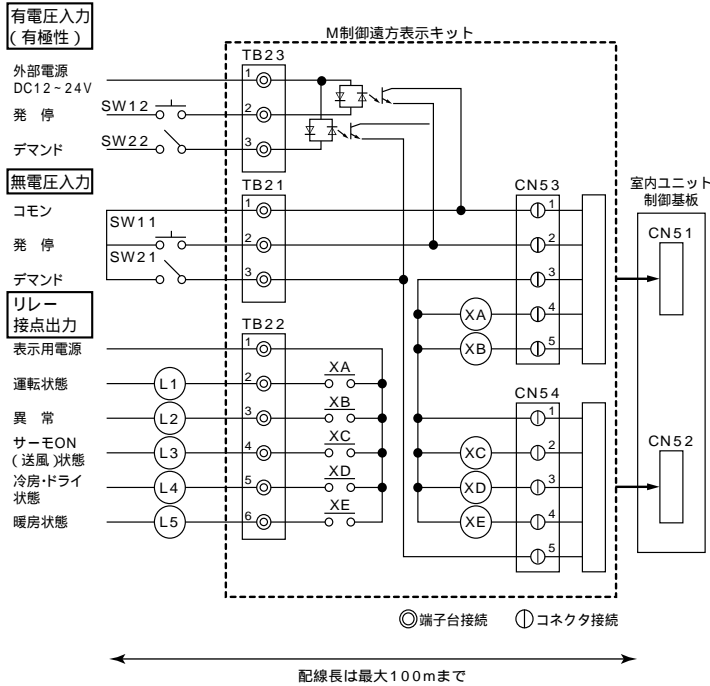 有電圧入力
(有極性)
M制御遠方表示キット
TB23
外部電源
DC12~24V
1
発 停
SW12
2
デマンド
SW22
3
無電圧入力
TB21
CN53
室内ユニット
制御基板
コモン
1
1
SW11
CN51
発 停
2
2
SW21
デマンド
3
3
リレー
接点出力
XA
4
TB22
XB
5
表示用電源
1
運転状態
L1
2
XA
CN54
異 常
L2
3
XB
1
サーモON
(送風)状態
L3
4
XC
XC
2
CN52
冷房・ドライ
状態
L4
5
XD
XD
3
暖房状態
L5
6
XE
XE
4
5
端子台接続
コネクタ接続
配線長は最大100mまで